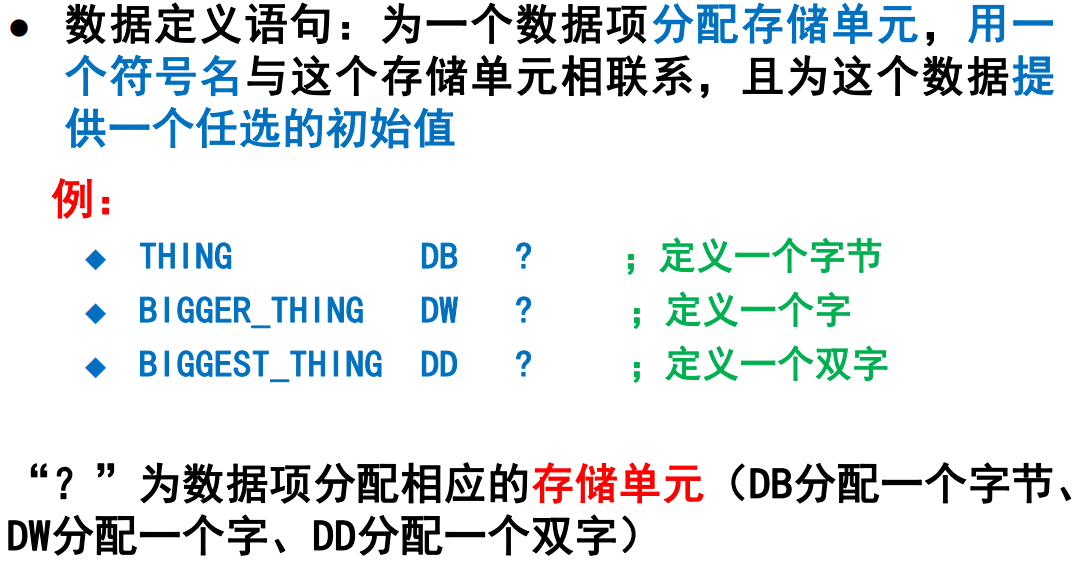 ● 数据定义语句：为一个数据项分配存储单元，用一
个符号名与这个存储单元相联系，且为这个数据提
供一个任选的初始值
例：
◆ THING DB ? ；定义一个字节
◆ BIGGER_THING DW ? ；定义一个字
◆ BIGGEST_THING DD ? ；定义一个双字
“？”为数据项分配相应的存储单元（DB分配一个字节、
DW分配一个字、DD分配一个双字）